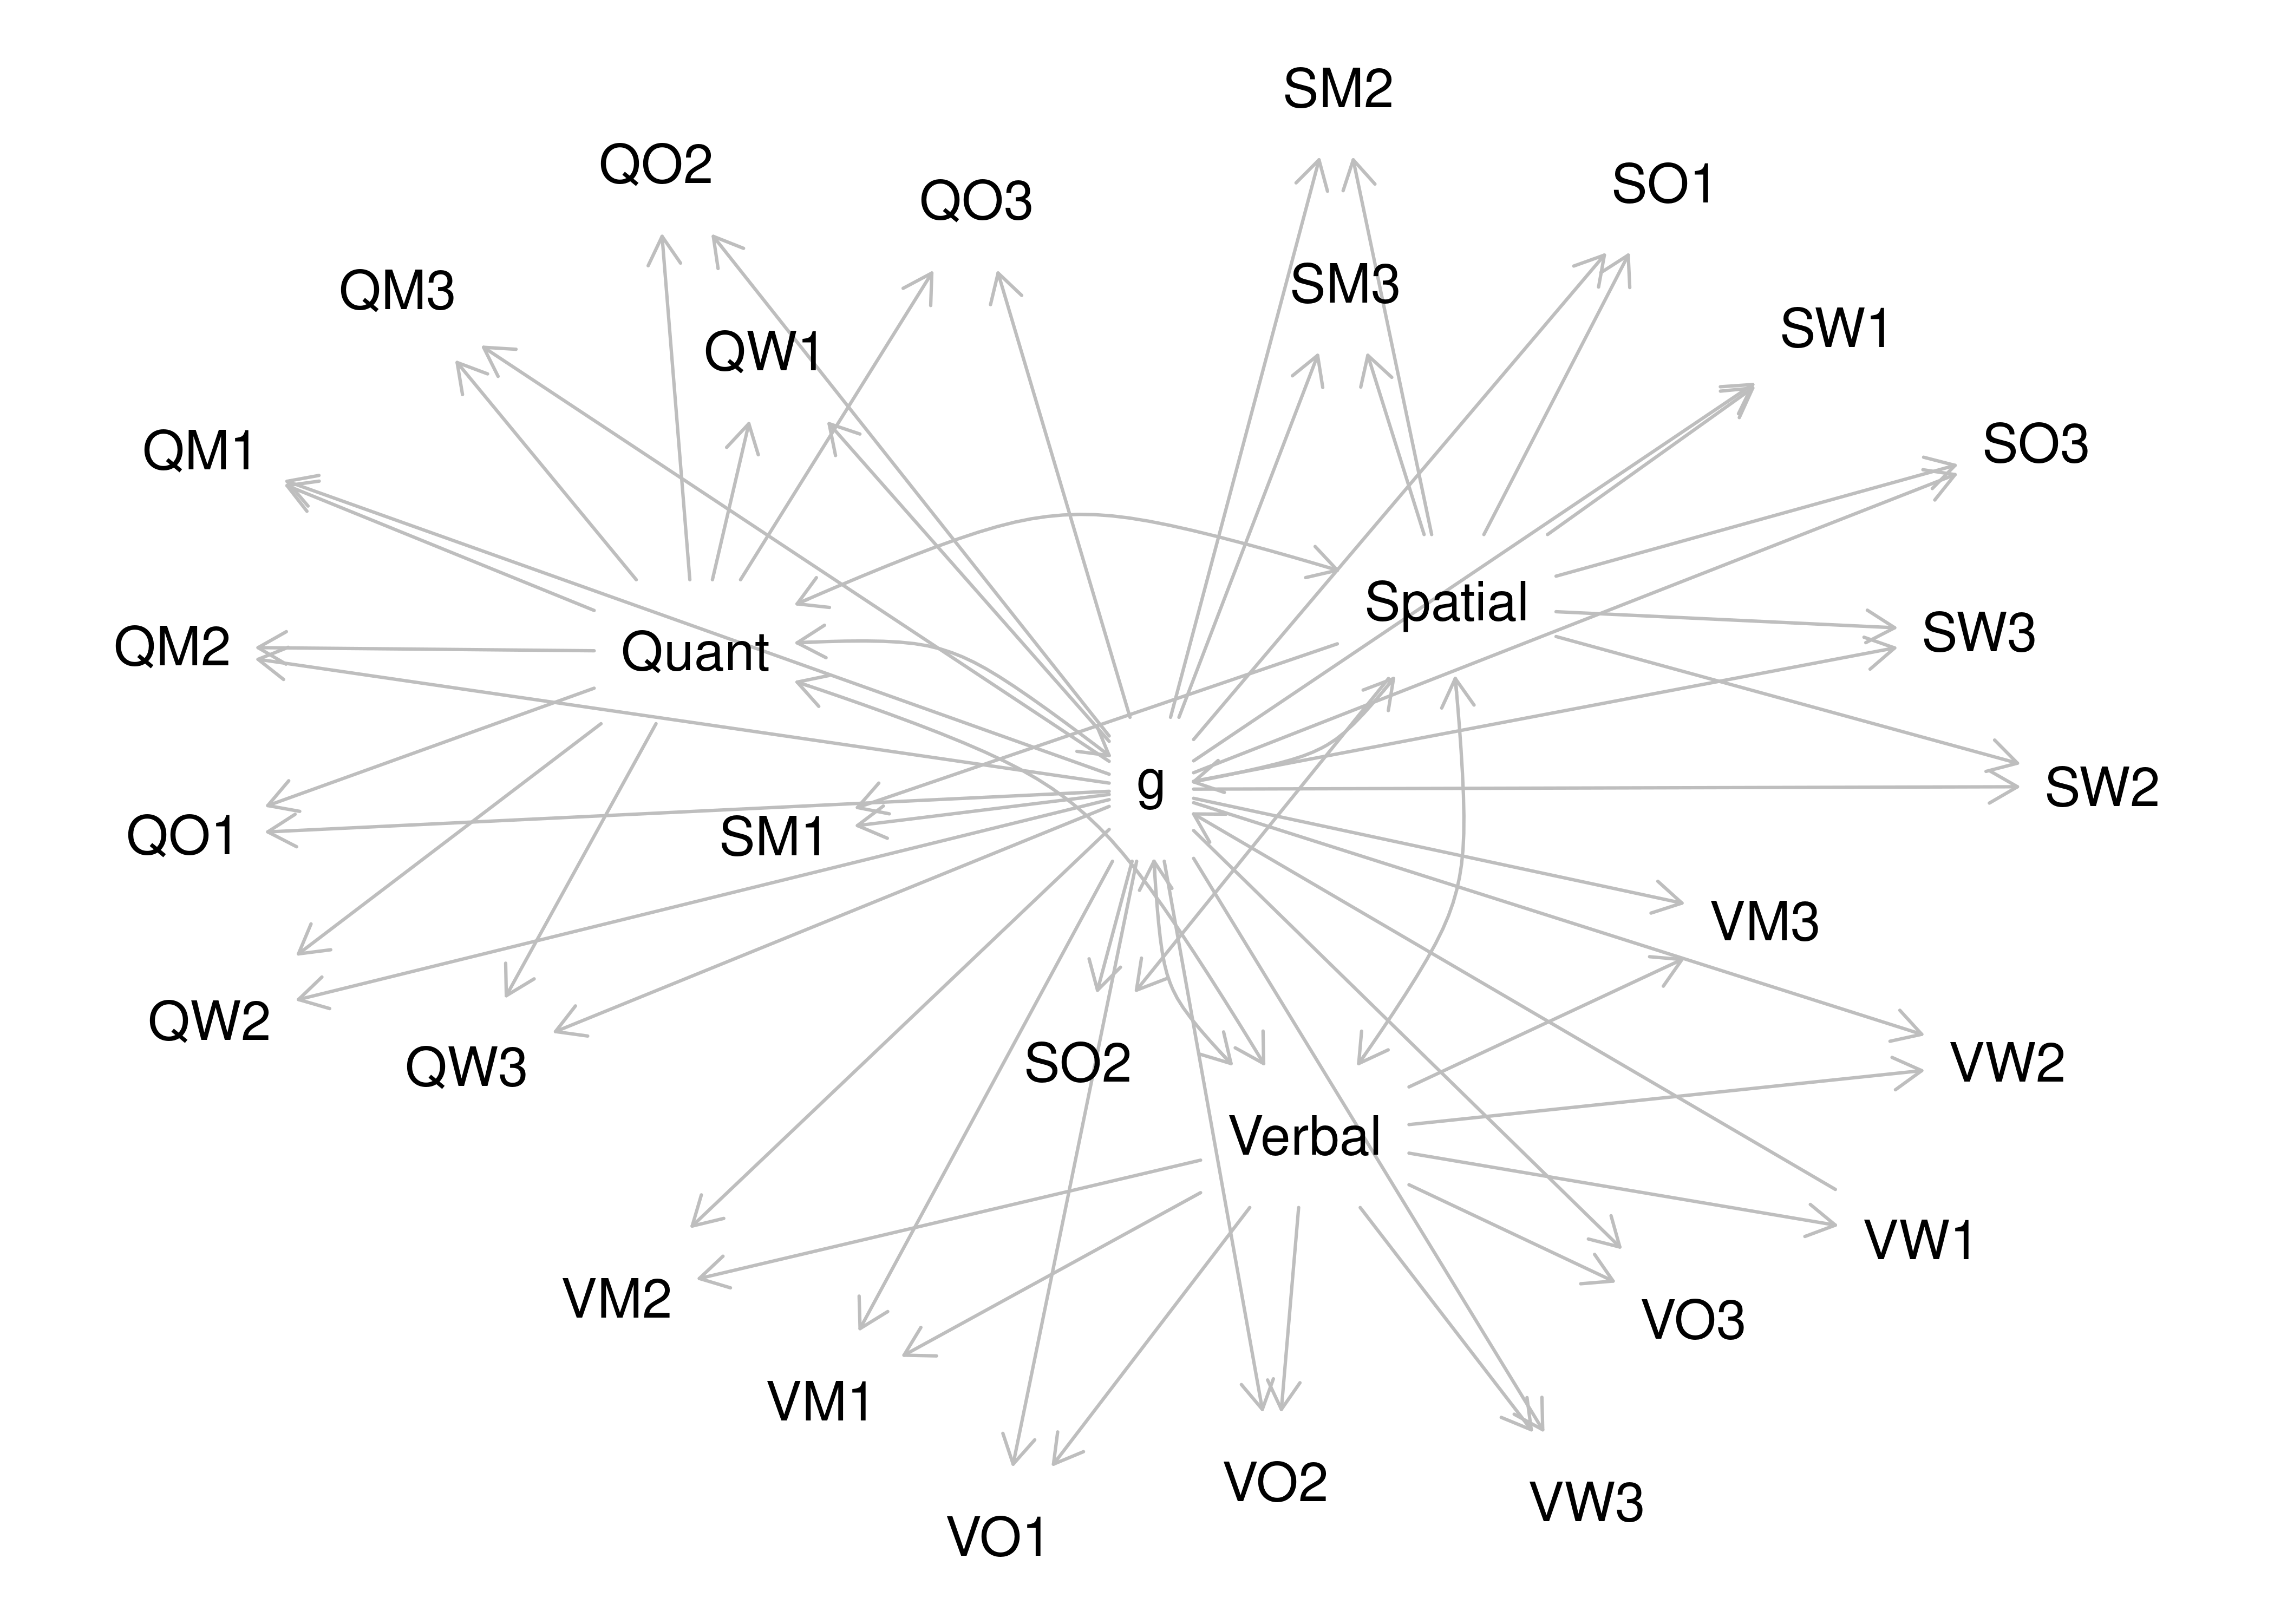 SM2
QO2
SO1
QO3
QM3
SM3
SW1
QW1
QM1
SO3
Spatial
SW3
QM2
Quant
g
SW2
QO1
SM1
VM3
QW2
QW3
SO2
VW2
Verbal
VW1
VM2
VO3
VM1
VO2
VW3
VO1